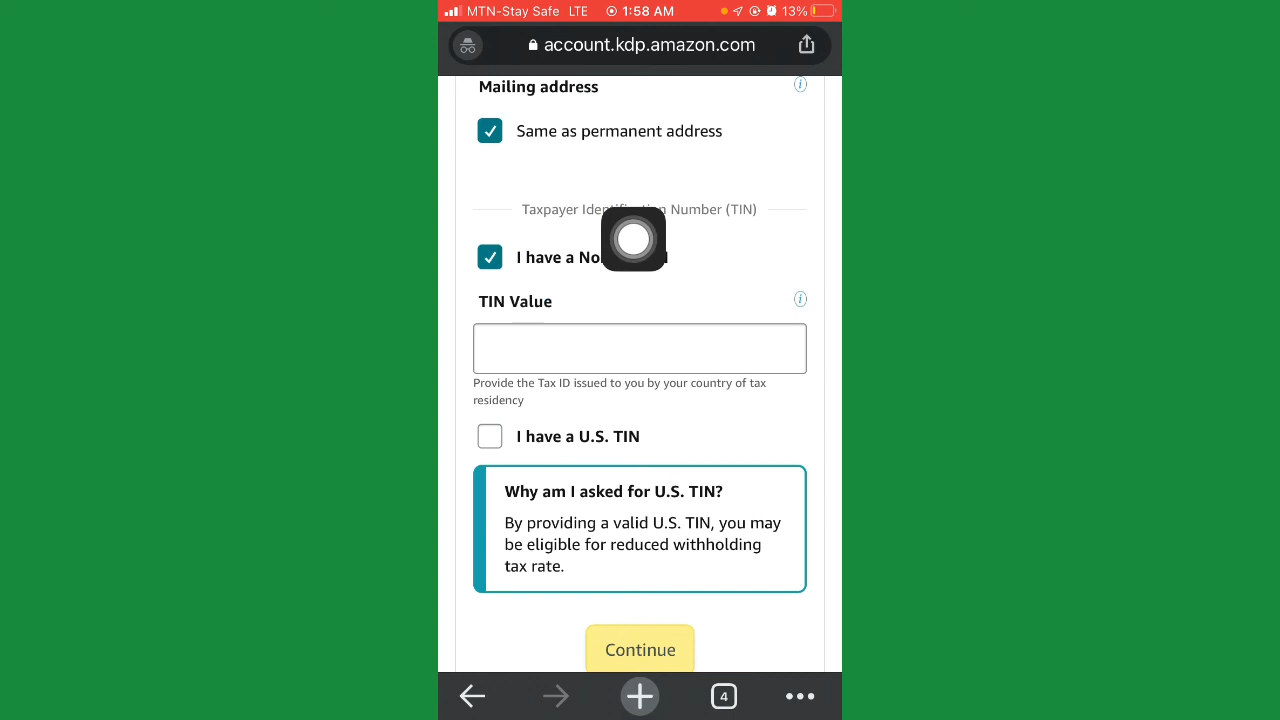 MTN-Stay Safe LTE 1:58 AM 13%
account.kdp.amazon.com
Mailing address
Same as permanent address
Taxpayer Number (TIN)
I have a
TIN Value
Provide the Tax ID issued to you by your country of tax
residency
I have a U.S. TIN
Why am I asked for U.S. TIN?
By providing a valid U.S. TIN, you may
be eligible for reduced withholding
tax rate.
Continue
4